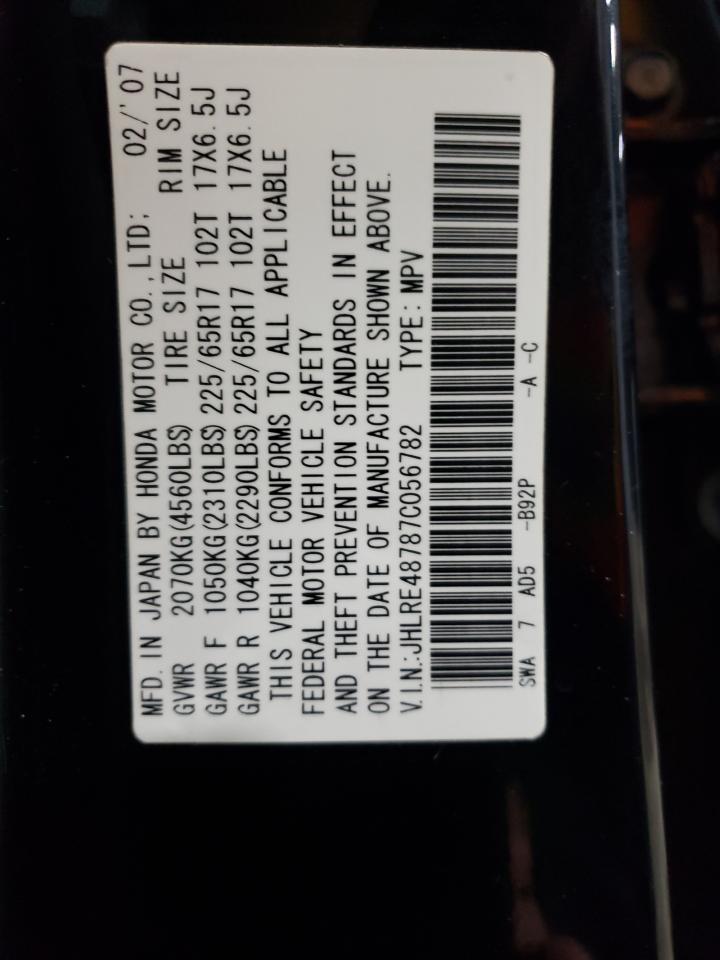 MFD. IN JAPAN BY HONDA MOTOR CO.,LTD; 02/'07
GVWR 2070KG(4560LBS) TIRE SIZE RIM SIZE
GAWR F 1050KG(2310LBS) 225/65R17 102T 17X6.5J
GAWR R 1040KG(2290LBS) 225/65R17 102T 17X6.5J
THIS VEHICLE CONFORMS TO ALL APPLICABLE
FEDERAL MOTOR VEHICLE SAFETY
AND THEFT PREVENTION STANDARDS IN EFFECT
ON THE DATE OF MANUFACTURE SHOWN ABOVE.
V.I.N.:JHLRE48787C056782 TYPE:MPV
SWA 7 AD5 -B92P -A -C